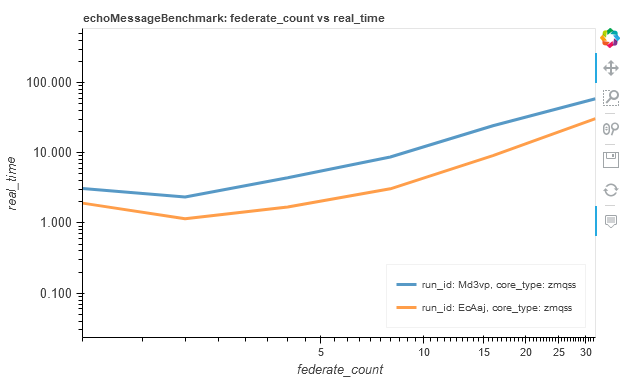 echoMessageBenchmark: federate_count vs real_time
100.000
10.000
1.000
0.100
real_time
run_id: Md3vp, core_type: zmqss
run_id: EcAaj, core_type: zmqss
5 10 15 20 25 30
federate_count